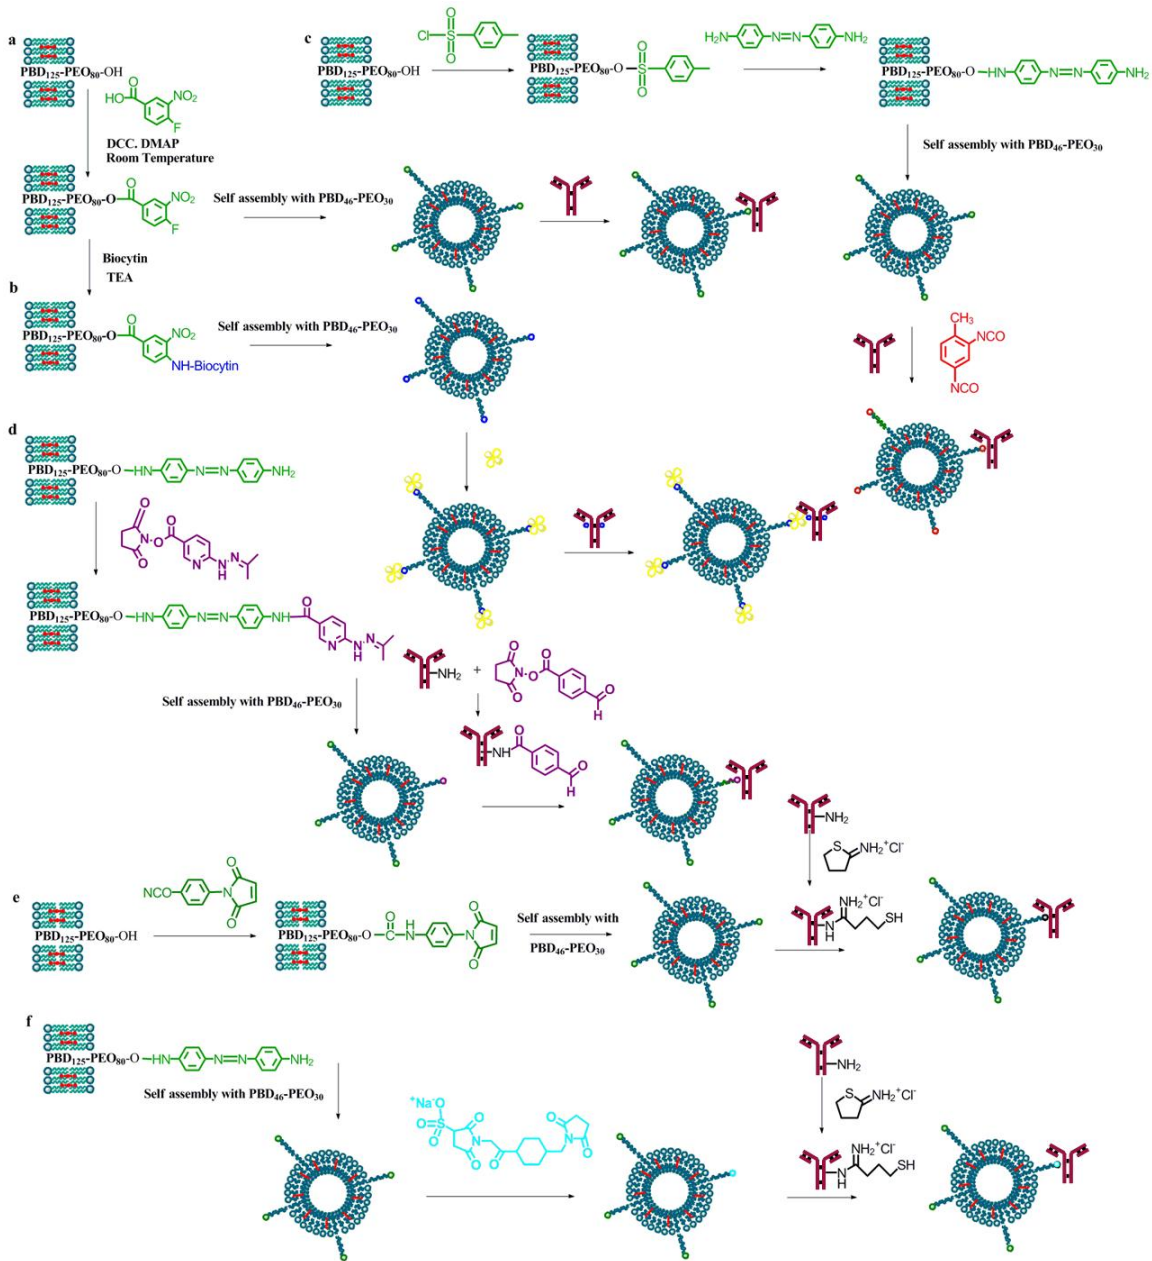 a
PBD125-PEO80-OH
HO
O
NO2
F
DCC. DMAP
Room Temperature
PBD125-PEO80-O
O
NO2
F
Self assembly with PBD46-PEO30
Biocytin
TEA
b
PBD125-PEO80-O
O
NO2
NH-Biocytin
Self assembly with PBD46-PEO30
c
PBD125-PEO80-OH
O
Cl
S
O
PBD125-PEO80-O
O
S
O
H2N
N=N
NH2
PBD125-PEO80-O
HN
N=N
NH2
Self assembly with PBD46-PEO30
CH3
NCO
NCO
d
PBD125-PEO80-O
HN
N=N
NH2
O
O
N
O
O
N
N
H
N
PBD125-PEO80-O
HN
N=N
NH
O
N
N
H
N
Self assembly with PBD46-PEO30
NH2
+
O
O
N
O
O
O
H
NH
O
O
H
e
PBD125-PEO80-OH
NCO
O
N
O
PBD125-PEO80-O
O
C
H
N
O
N
O
Self assembly with
PBD46-PEO30
NH2
S
NH2+Cl-
NH2+Cl-
SH
N
H
f
PBD125-PEO80-O
HN
N=N
NH2
Self assembly with PBD46-PEO30
+Na-O
O
S
O
O
N
O
O
O
N
O
NH2
S
NH2+Cl-
NH2+Cl-
SH
N
H